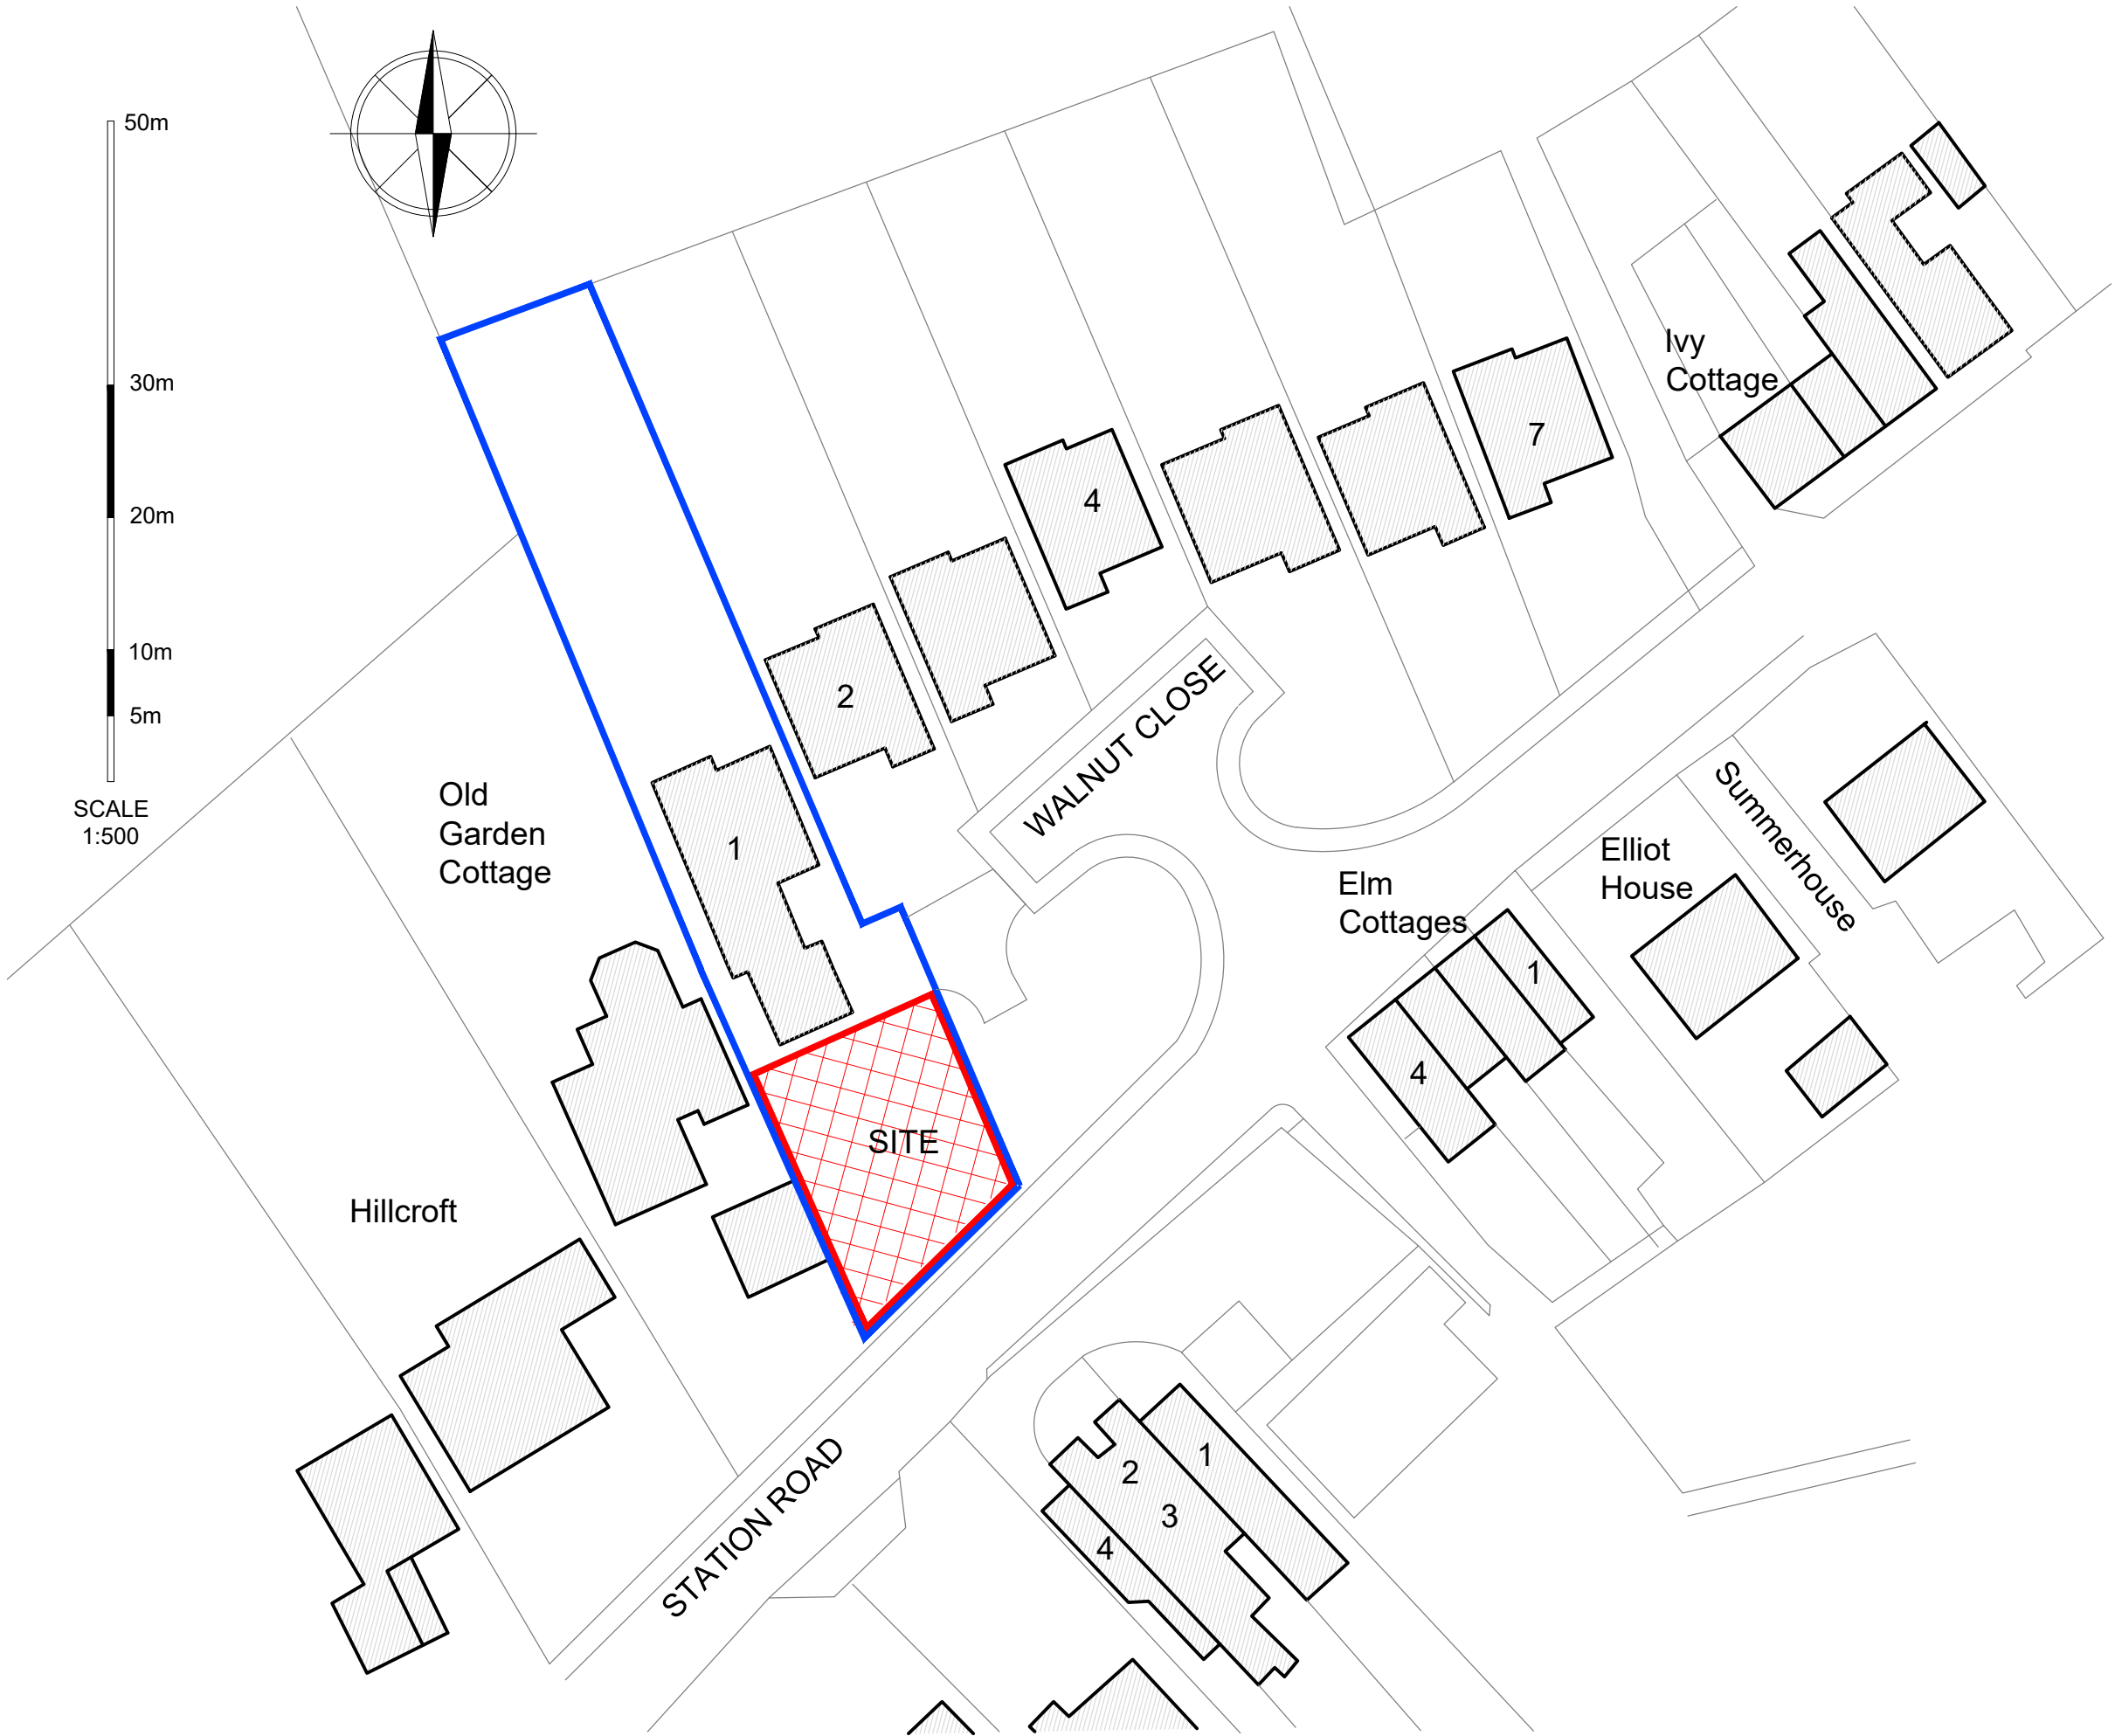 50m
30m
20m
10m
5m
SCALE
1:500
Ivy
Cottage
7
4
2
1
WALNUT CLOSE
Old
Garden
Cottage
Summerhouse
Elliot
House
Elm
Cottages
1
4
SITE
Hillcroft
STATION ROAD
1
2
3
4